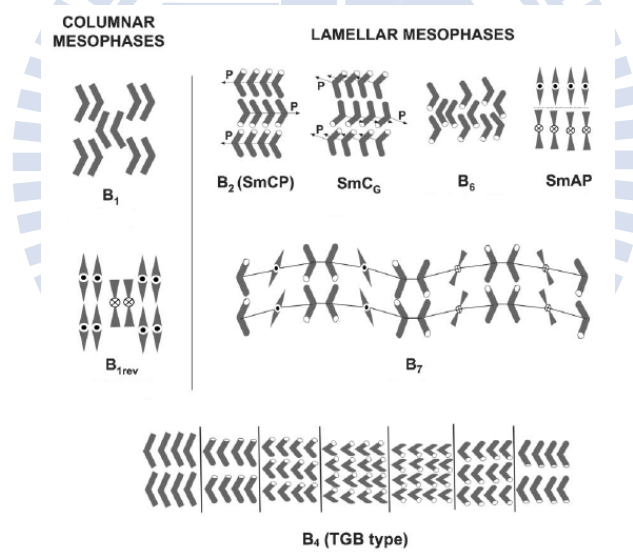 COLUMNAR
MESOPHASES
LAMELLAR MESOPHASES
P
P
P
P
P
P
B1
B2 (SmCP)
SmCG
B6
SmAP
B1rev
B7
B4 (TGB type)